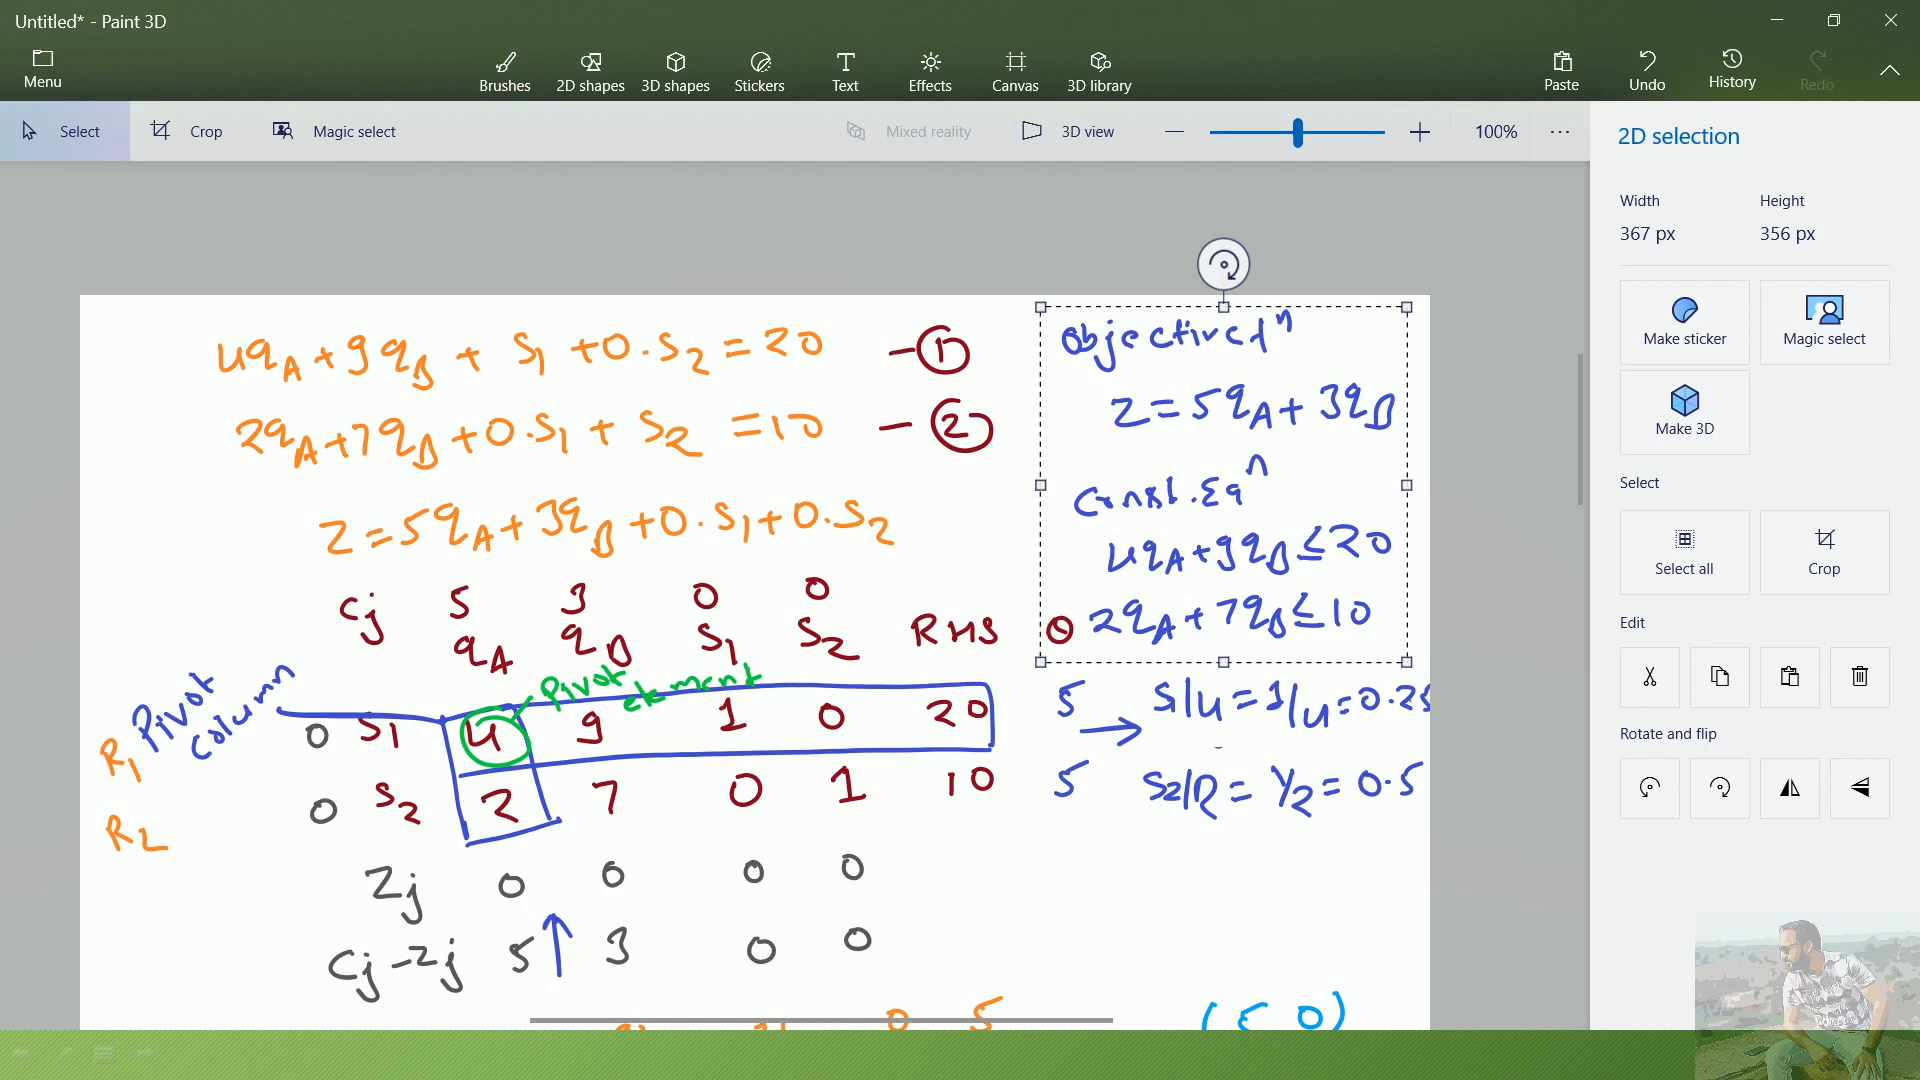 Untitled* - Paint 3D
Menu
Brushes 2D shapes 3D shapes Stickers Text Effects Canvas 3D library
Paste Undo History Redo
Select Crop Magic select
Mixed reality 3D view 100%
4qA + 9qB + S1 + 0.S2 = 20 — ①
2qA + 7qB + 0.S1 + S2 = 10 — ②
Z = 5qA + 3qB + 0.S1 + 0.S2
Objective fn
Z = 5qA + 3qB
Const. Eqn
4qA + 9qB ≤ 20
2qA + 7qB ≤ 10
Cj 5 3 0 0
qA qB S1 S2 RHS Θ
Pivot column
Pivot element
R1 0 S1 4 9 1 0 20 5 → S1/4 = 1/4 = 0.25
R2 0 S2 2 7 0 1 10 5 S2/2 = 1/2 = 0.5
Zj 0 0 0 0
Cj - Zj 5 3 0 0
0 5
(5 0)
2D selection
Width Height
367 px 356 px
Make sticker Magic select
Make 3D
Select
Select all Crop
Edit
Rotate and flip